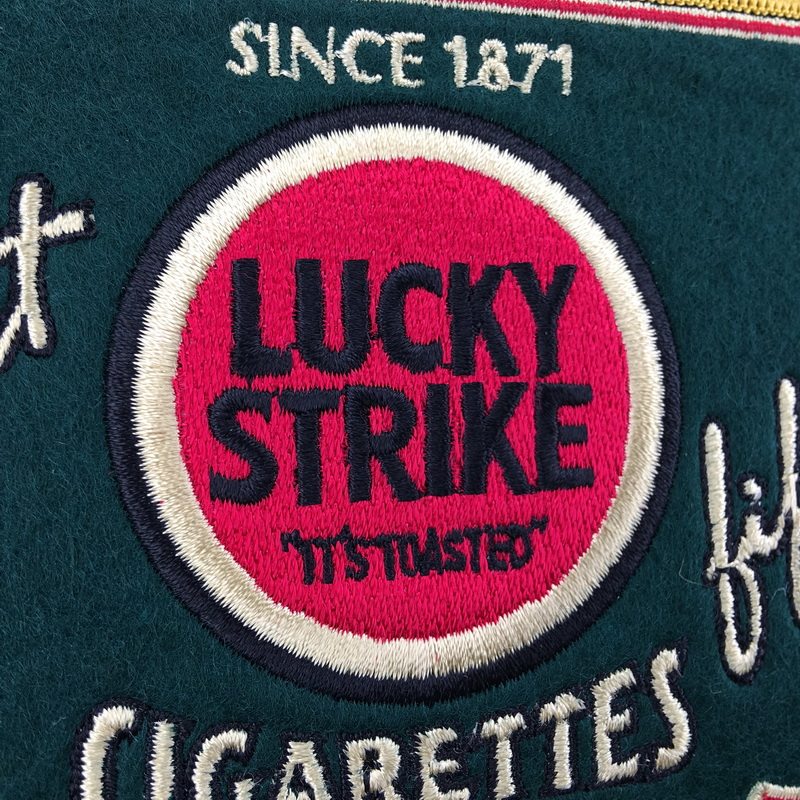 SINCE 1871
LUCKY
STRIKE
"IT'S TOASTED"
CIGARETTES